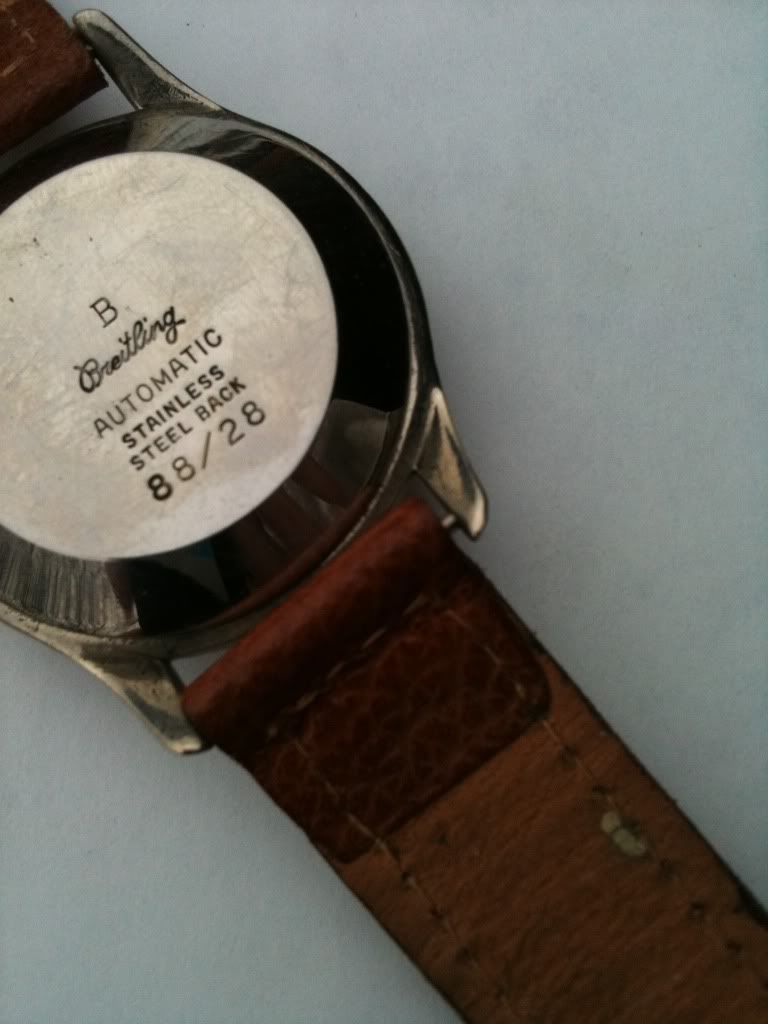 B
Breitling
AUTOMATIC
STAINLESS
STEEL BACK
88/28